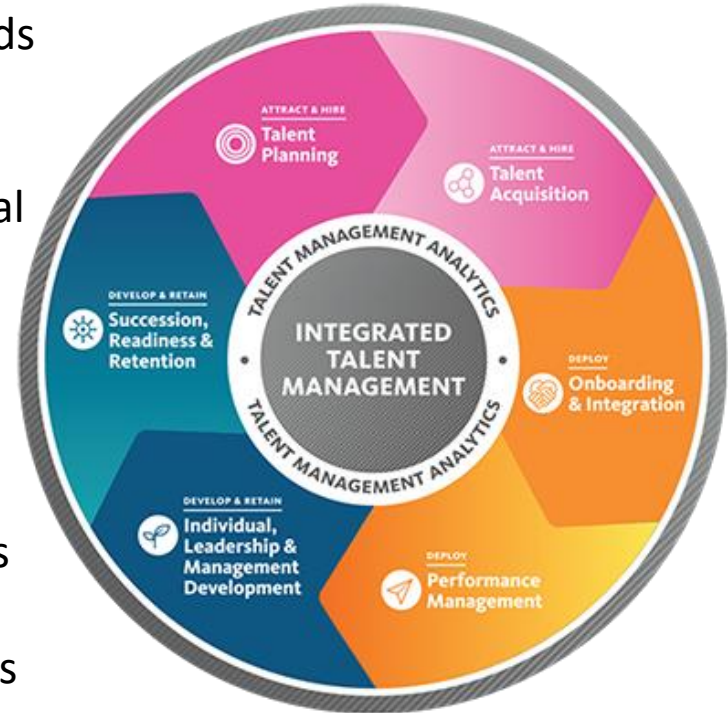 ds
al
s
s
ATTRACT & HIRE
Talent
Planning
ATTRACT & HIRE
Talent
Acquisition
DEPLOY
Onboarding
& Integration
DEPLOY
Performance
Management
DEVELOP & RETAIN
Individual,
Leadership &
Management
Development
DEVELOP & RETAIN
Succession,
Readiness &
Retention
TALENT MANAGEMENT ANALYTICS
INTEGRATED
TALENT
MANAGEMENT
TALENT MANAGEMENT ANALYTICS